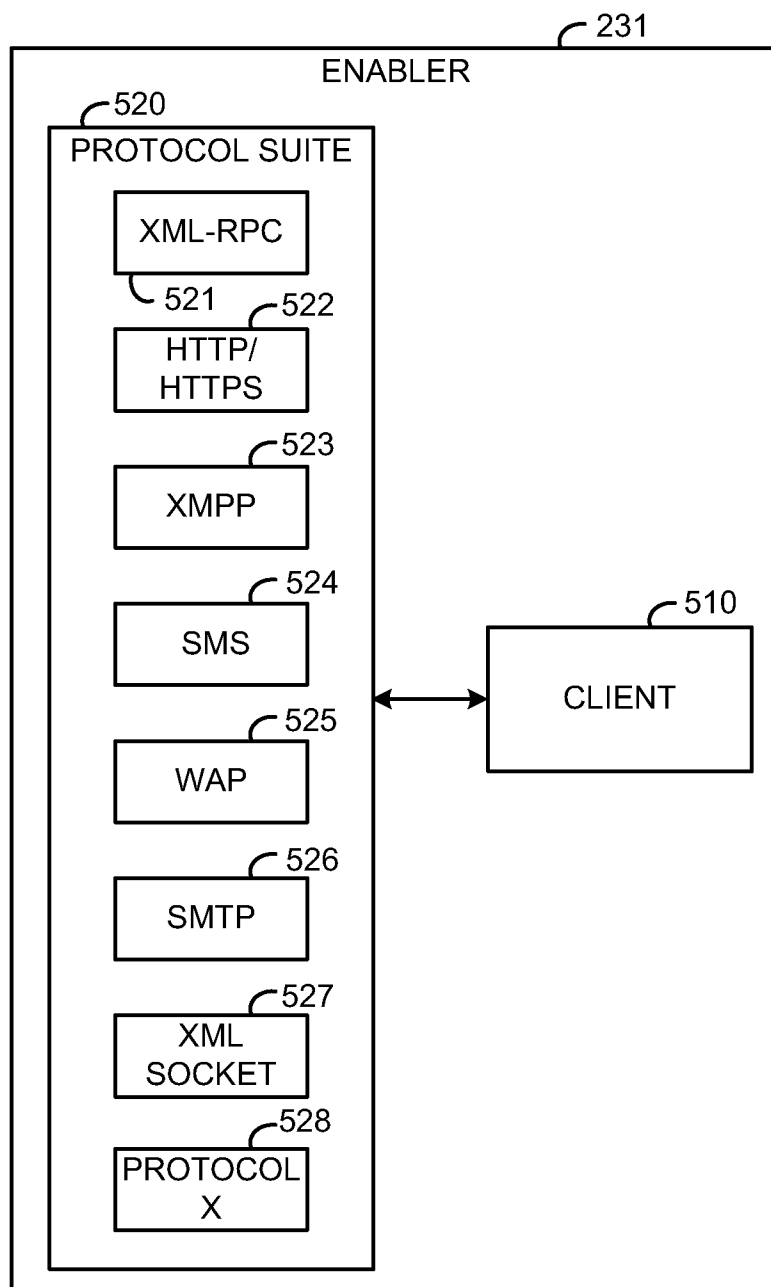 231
ENABLER
520
PROTOCOL SUITE
XML-RPC
521
522
HTTP/
HTTPS
523
XMPP
524
SMS
510
CLIENT
525
WAP
526
SMTP
527
XML
SOCKET
528
PROTOCOL
X